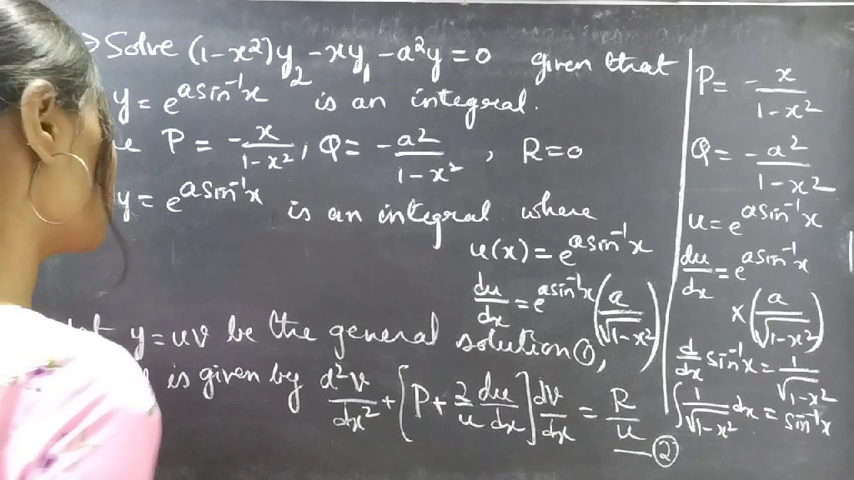 Solve (1-x²)y₂ - xy₁ - a²y = 0 given that
y = e^{a sin⁻¹x} is an integral.
P = -x/(1-x²), Q = -a²/(1-x²), R = 0
y = e^{a sin⁻¹x} is an integral where
u(x) = e^{a sin⁻¹x}
du/dx = e^{a sin⁻¹x} (a/√(1-x²))
y = uv be the general solution ①,
is given by d²v/dx² + [P + 2/u du/dx] dv/dx = R/u — ②
P = -x/(1-x²)
Q = -a²/(1-x²)
u = e^{a sin⁻¹x}
du/dx = e^{a sin⁻¹x}
× (a/√(1-x²))
d/dx sin⁻¹x = 1/√(1-x²)
∫ 1/√(1-x²) dx = sin⁻¹x